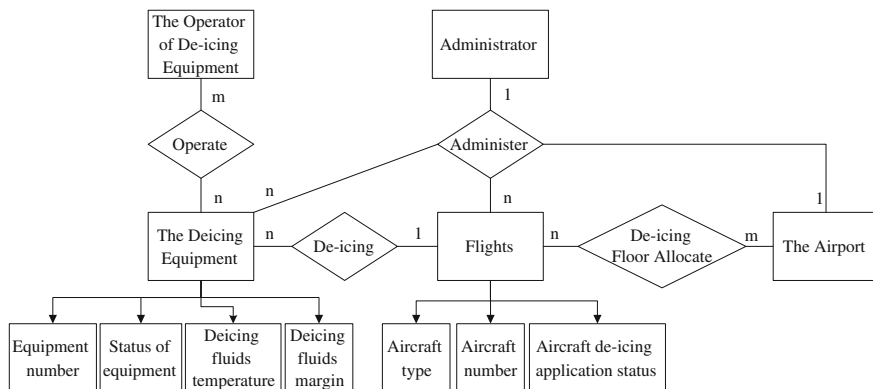 The Operator
of De-icing
Equipment
Administrator
m
1
Operate
Administer
n
n
n
1
The Deicing
Equipment
n
De-icing
1
Flights
n
De-icing
Floor Allocate
m
The Airport
Equipment
number
Status of
equipment
Deicing
fluids
temperature
Deicing
fluids
margin
Aircraft
type
Aircraft
number
Aircraft de-icing
application status